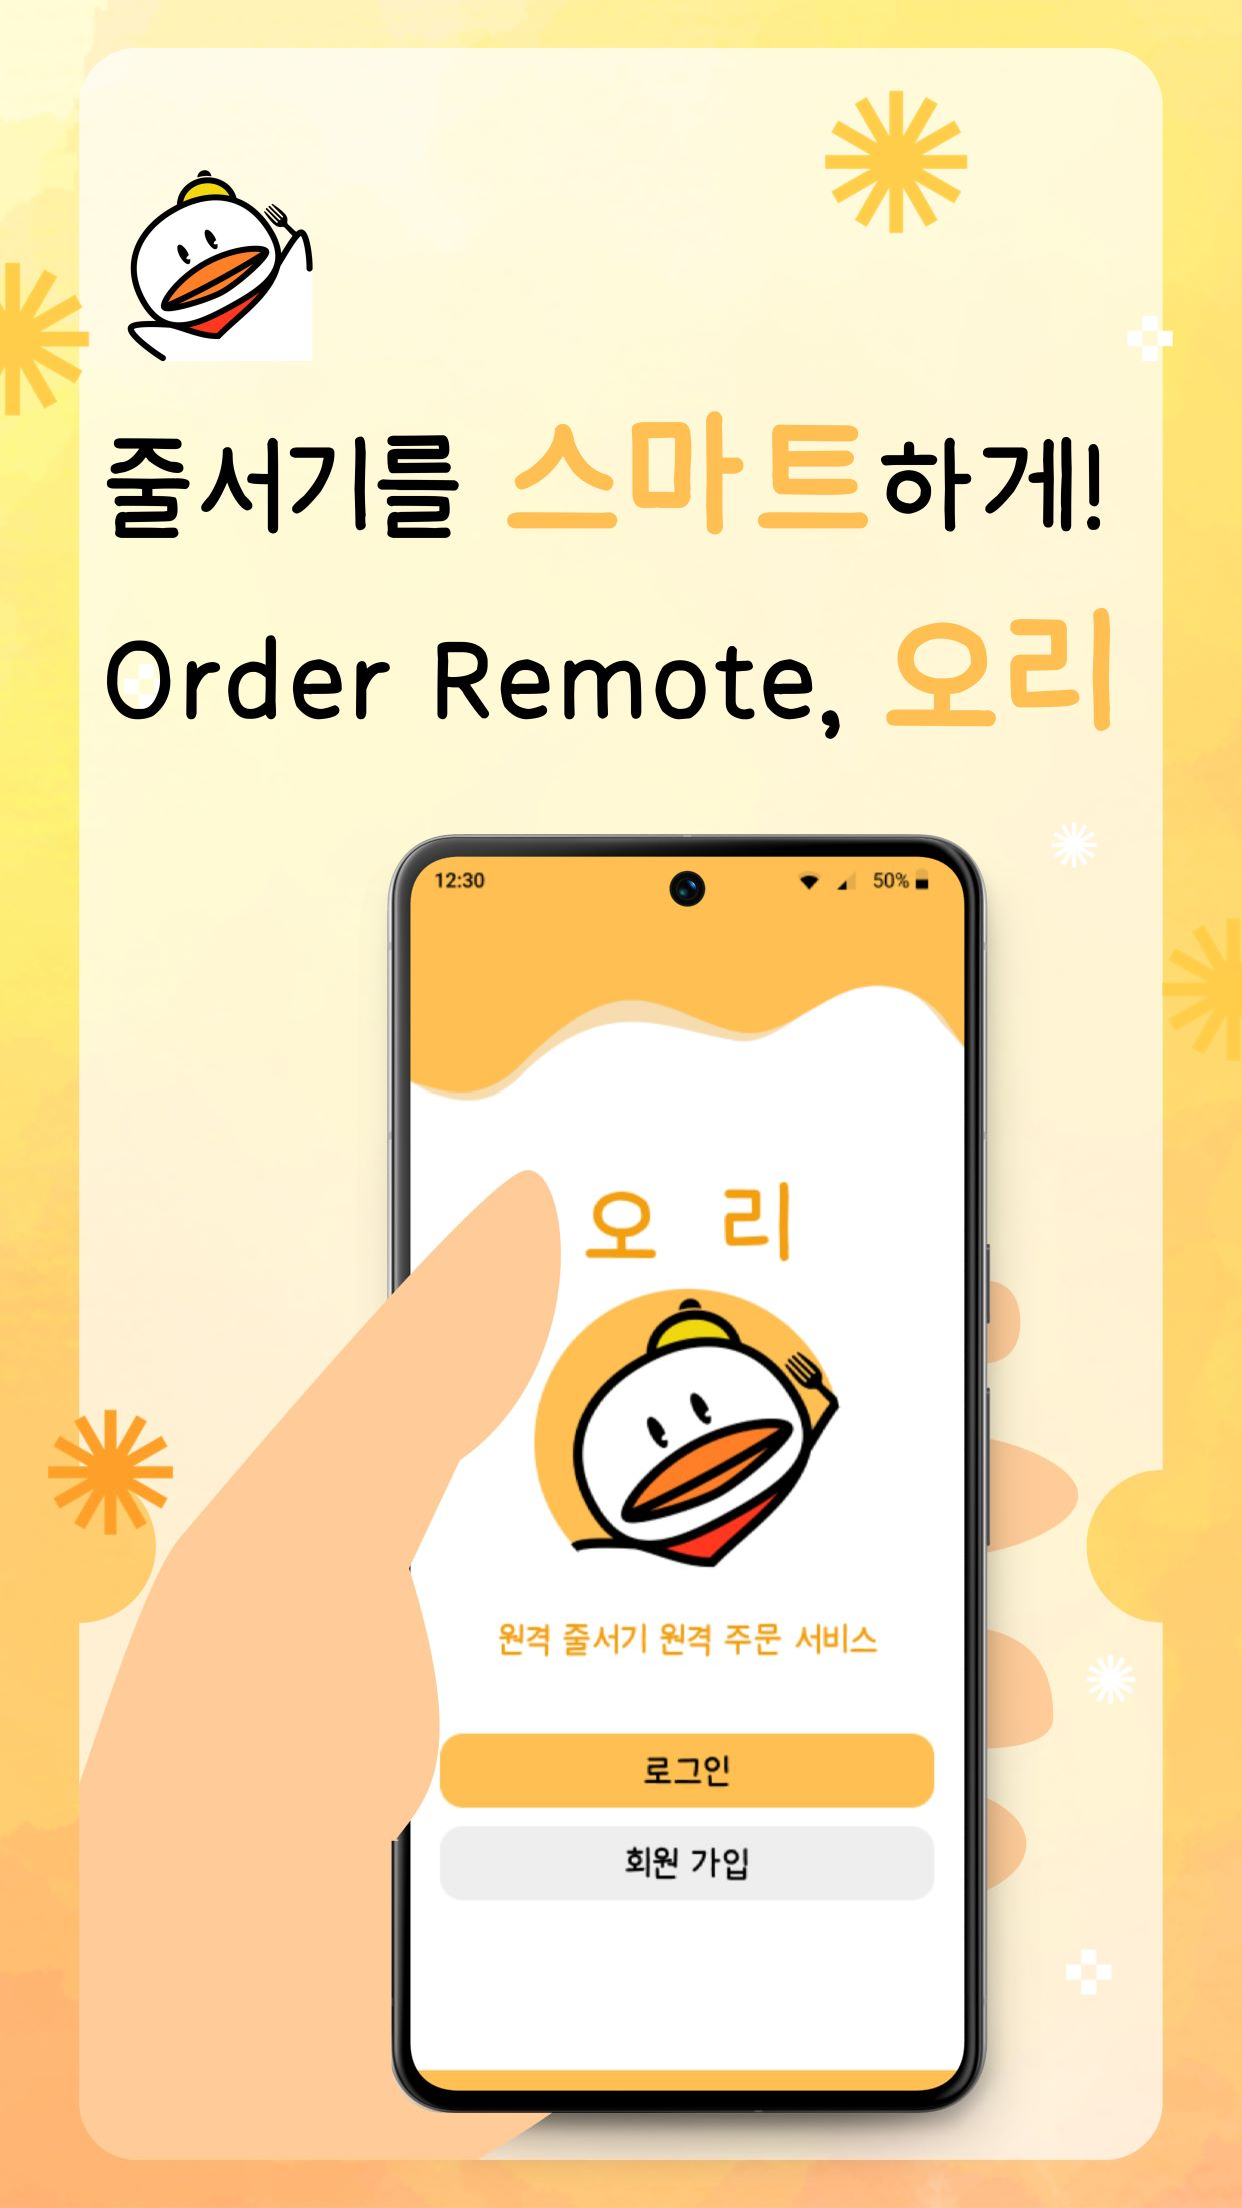 줄서기를 스마트하게!
Order Remote, 오리
12:30 50%
오 리
원격 줄서기 원격 주문 서비스
로그인
회원 가입